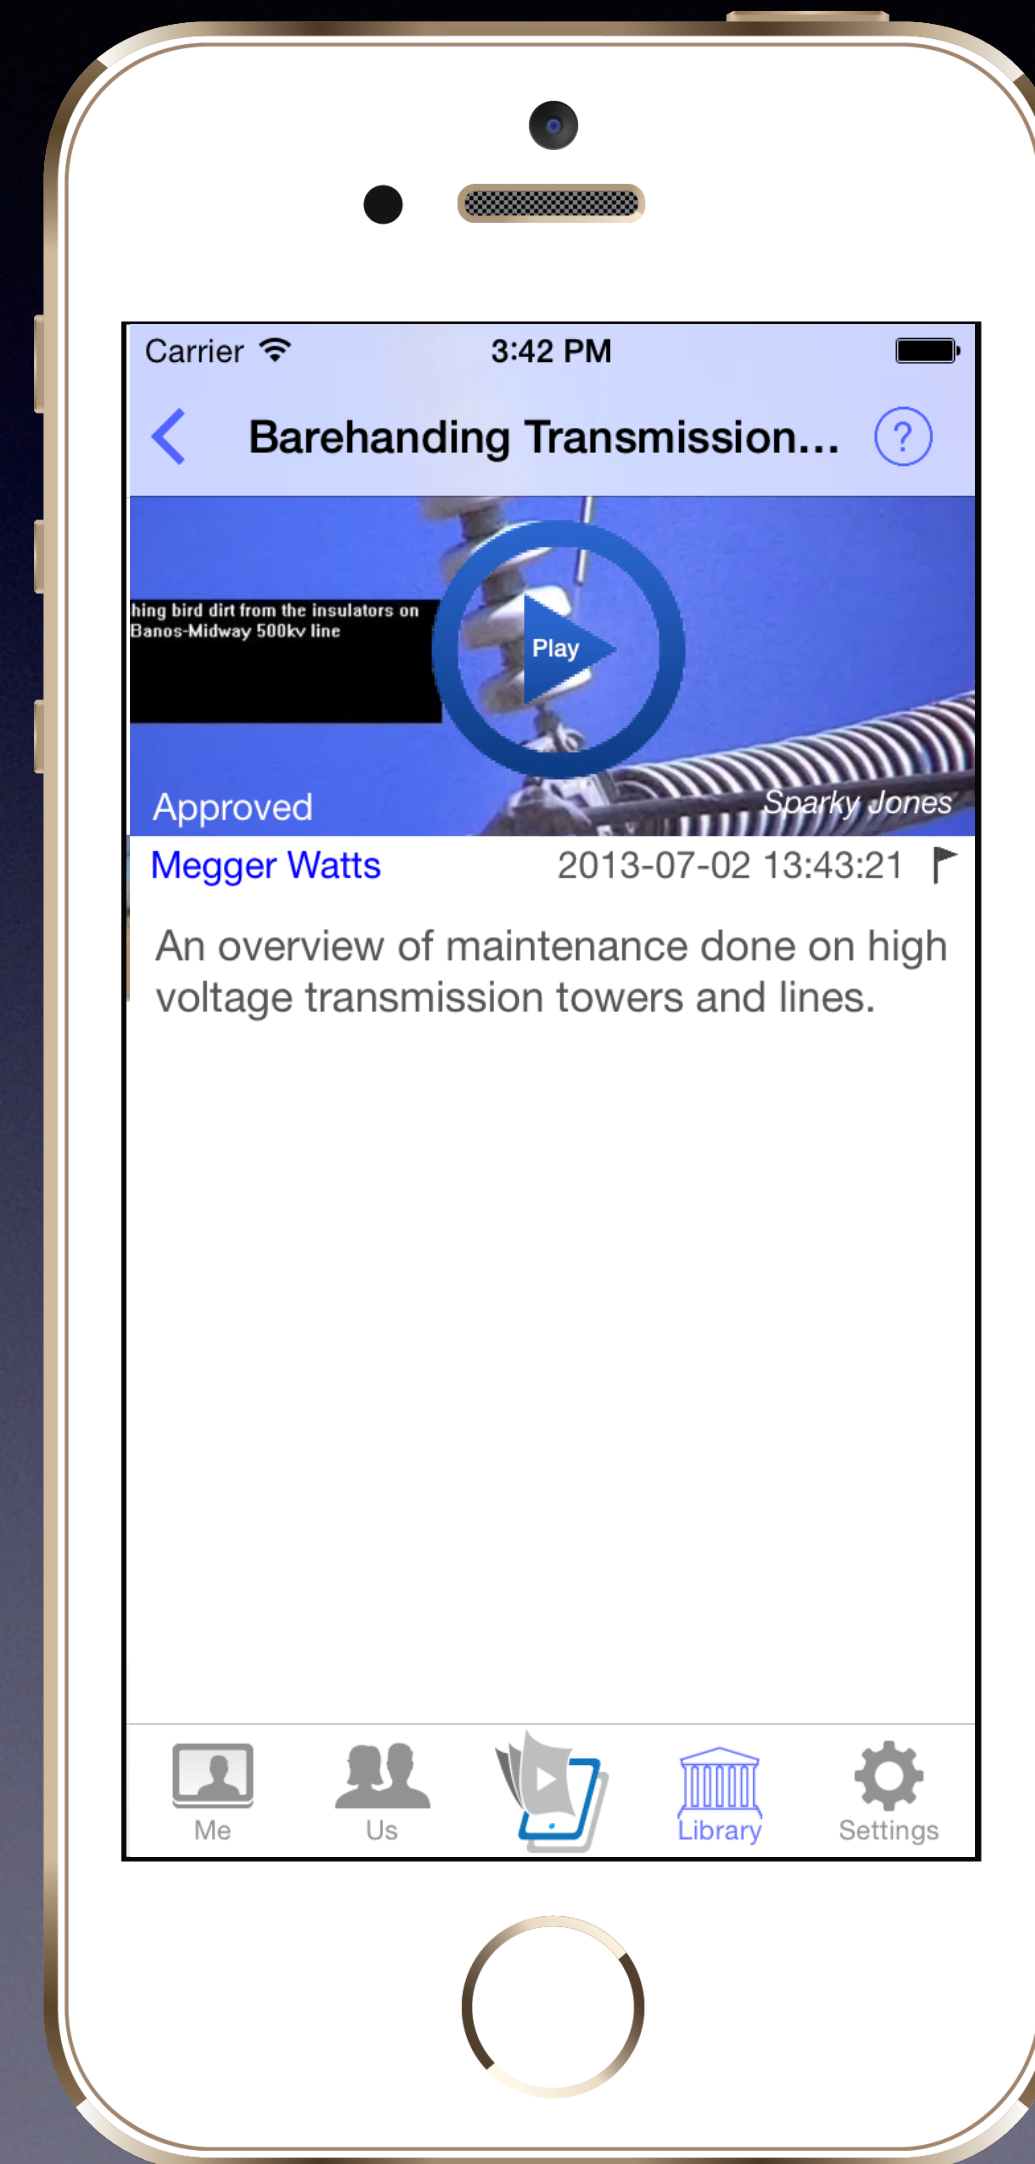 Carrier 3:42 PM
Barehanding Transmission... ?
hing bird dirt from the insulators on
Banos-Midway 500kv line
Play
Approved Sparky Jones
Megger Watts 2013-07-02 13:43:21
An overview of maintenance done on high
voltage transmission towers and lines.
Me Us Library Settings